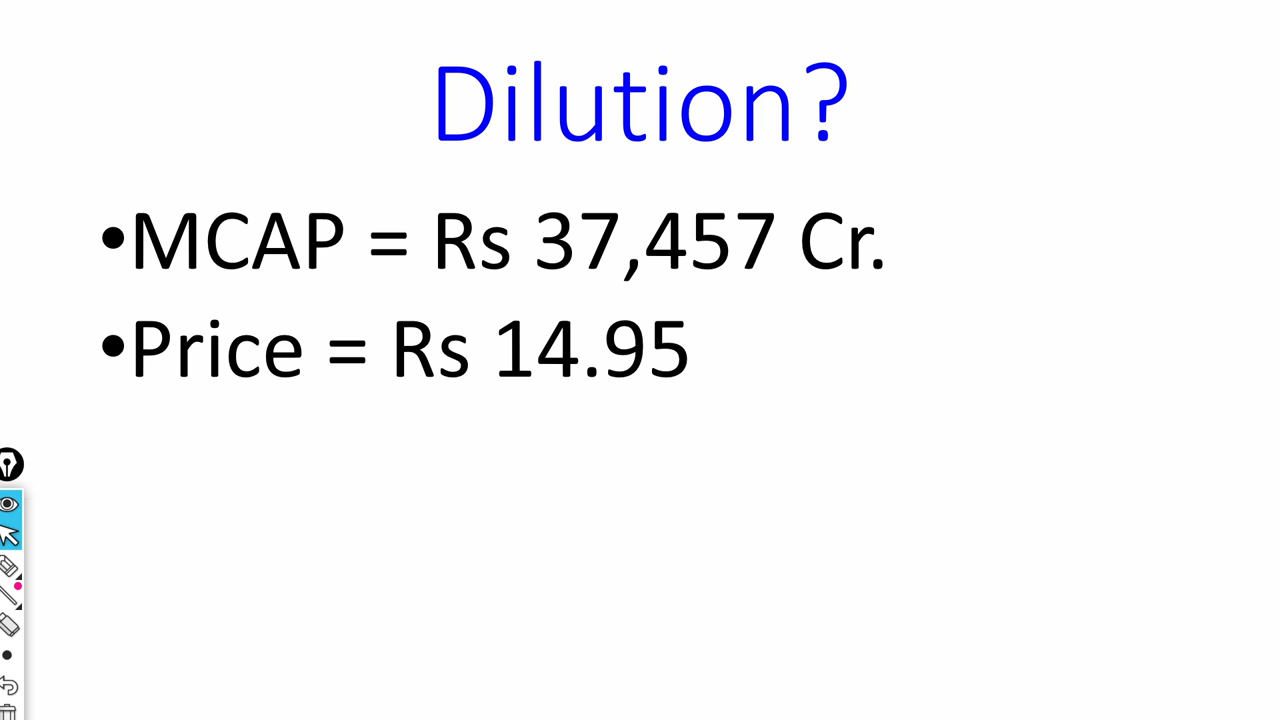 Dilution?
•MCAP = Rs 37,457 Cr.
•Price = Rs 14.95